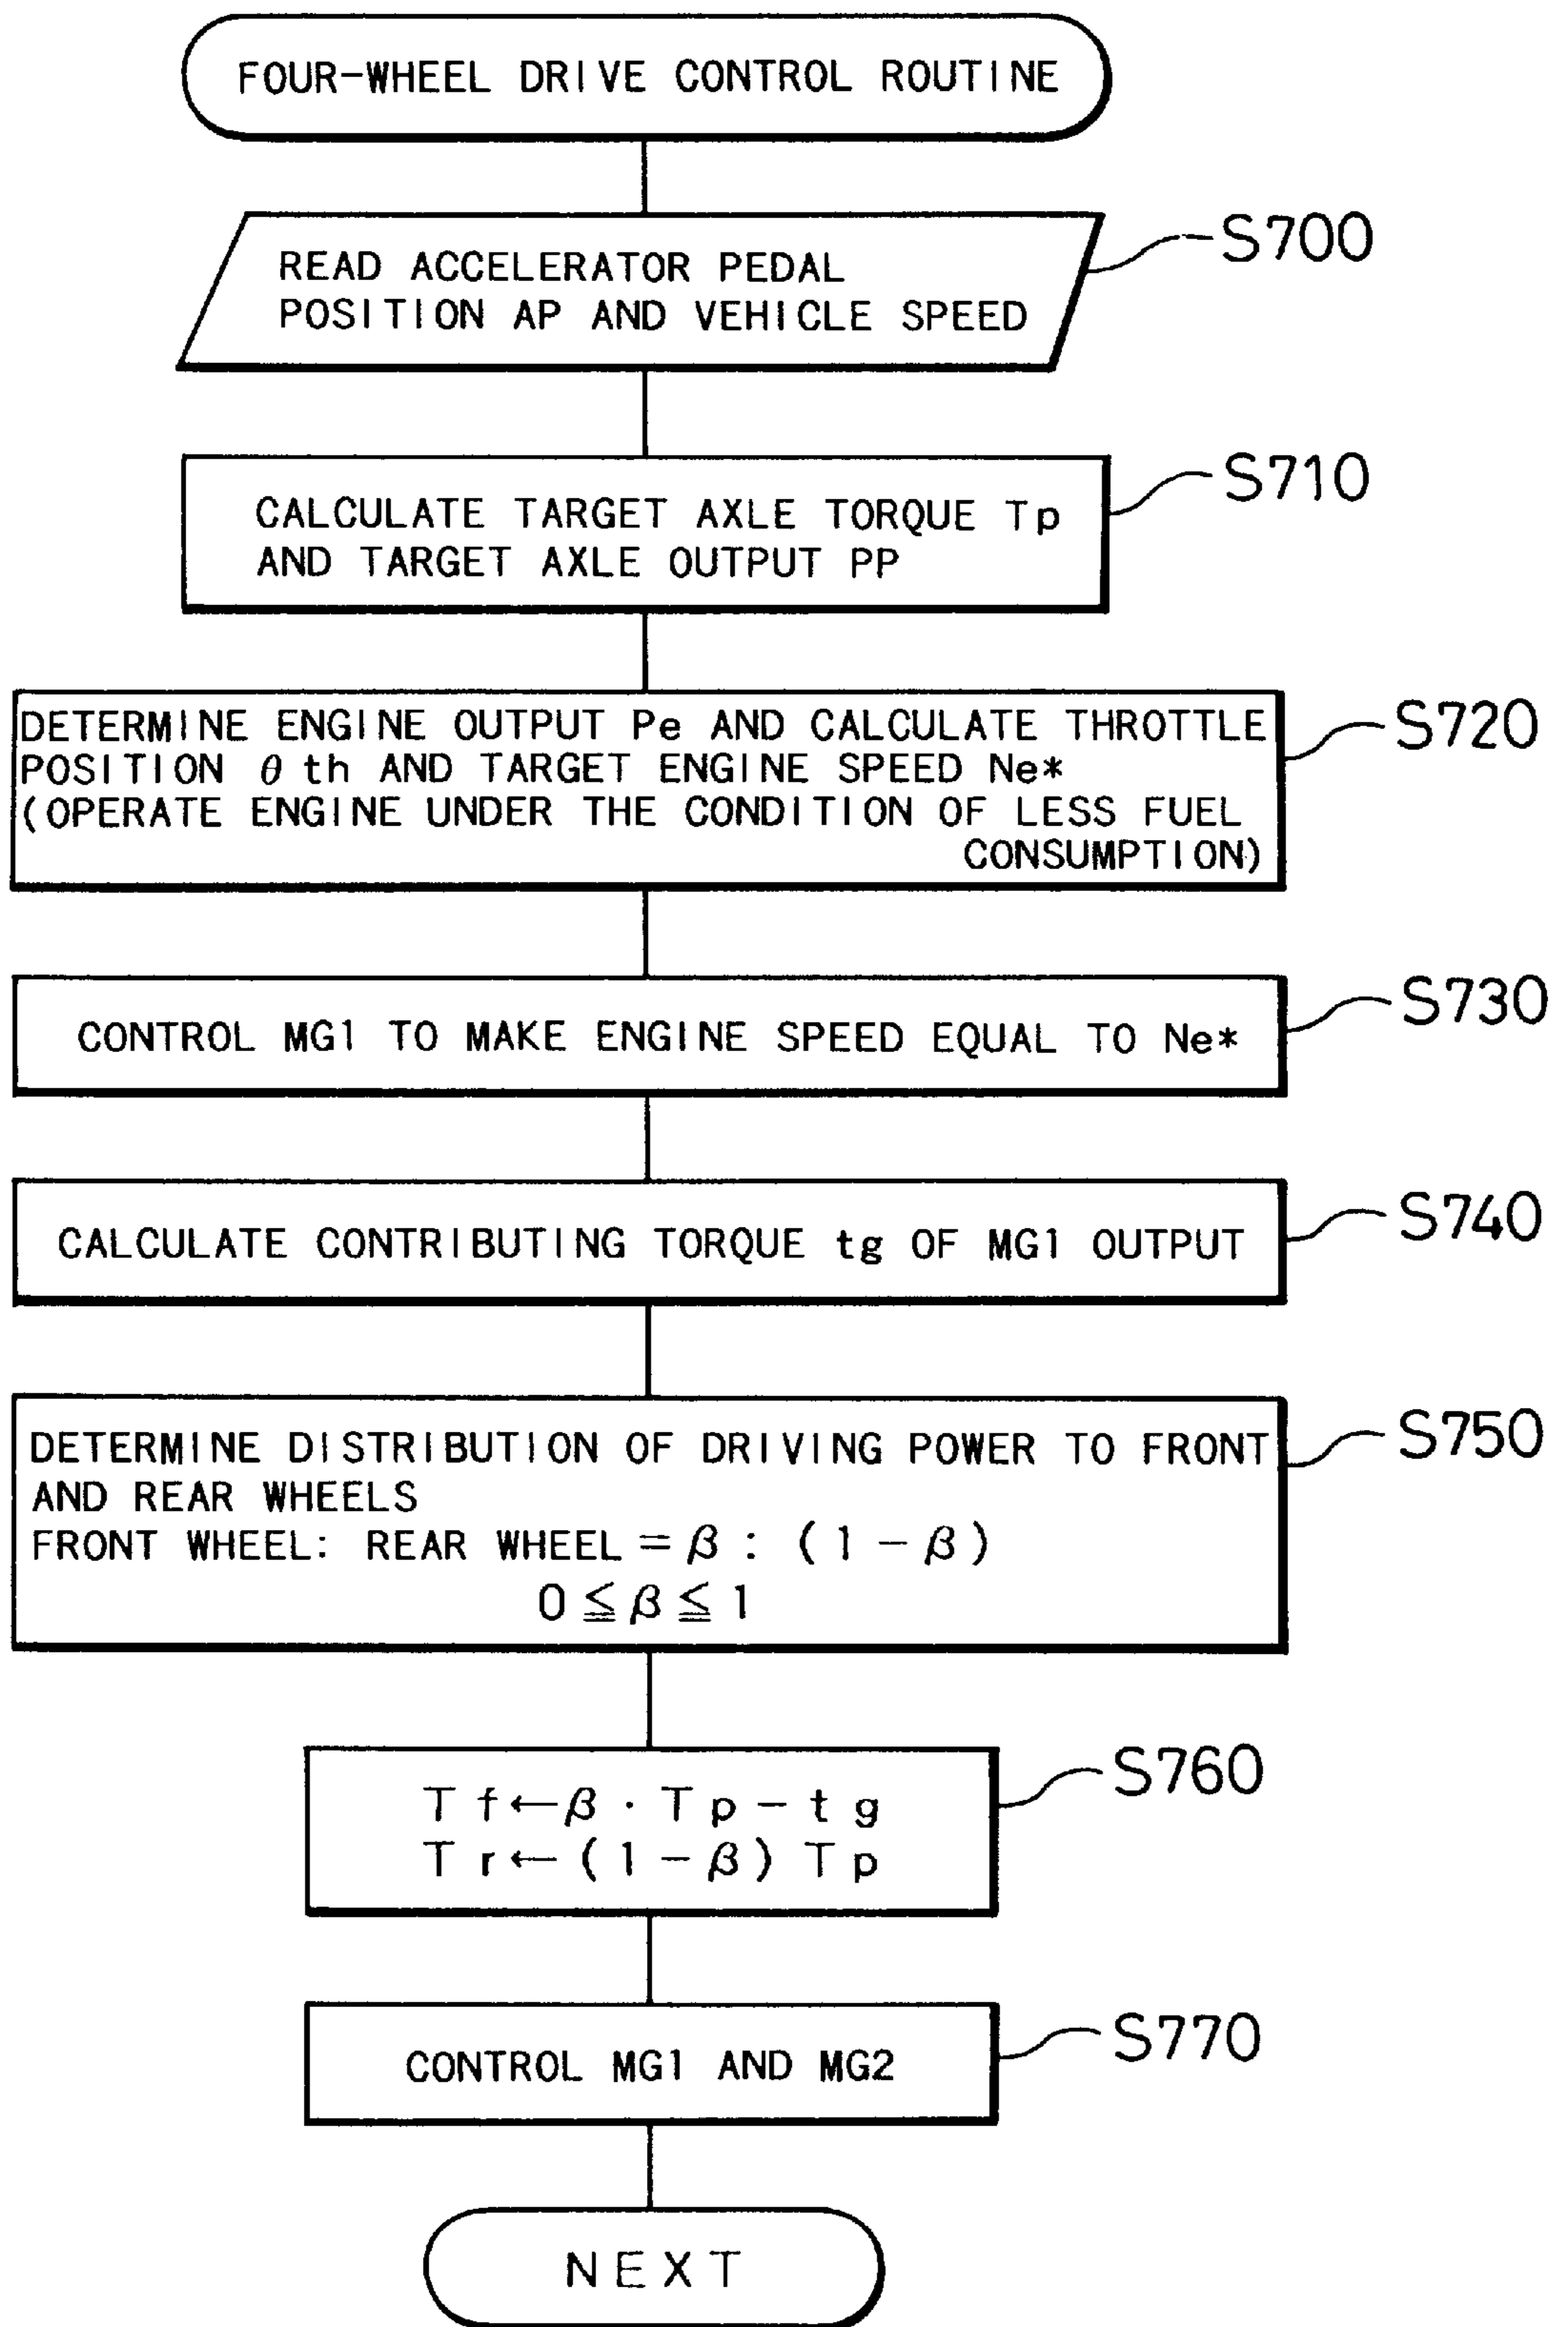 FOUR-WHEEL DRIVE CONTROL ROUTINE
READ ACCELERATOR PEDAL
POSITION AP AND VEHICLE SPEED
S700
CALCULATE TARGET AXLE TORQUE Tp
AND TARGET AXLE OUTPUT PP
S710
DETERMINE ENGINE OUTPUT Pe AND CALCULATE THROTTLE
POSITION θ th AND TARGET ENGINE SPEED Ne*
(OPERATE ENGINE UNDER THE CONDITION OF LESS FUEL
CONSUMPTION)
S720
CONTROL MG1 TO MAKE ENGINE SPEED EQUAL TO Ne*
S730
CALCULATE CONTRIBUTING TORQUE tg OF MG1 OUTPUT
S740
DETERMINE DISTRIBUTION OF DRIVING POWER TO FRONT
AND REAR WHEELS
FRONT WHEEL: REAR WHEEL = β : (1 - β)
0 ≦ β ≦ 1
S750
Tf ← β · Tp - tg
Tr ← (1 - β) Tp
S760
CONTROL MG1 AND MG2
S770
NEXT